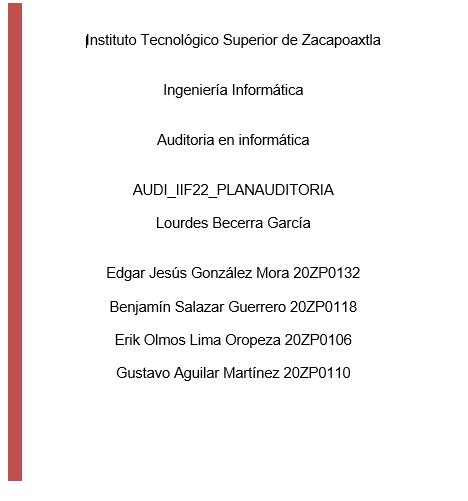 Instituto Tecnológico Superior de Zacapoaxtla
Ingeniería Informática
Auditoria en informática
AUDI_IIF22_PLANAUDITORIA
Lourdes Becerra García
Edgar Jesús González Mora 20ZP0132
Benjamín Salazar Guerrero 20ZP0118
Erik Olmos Lima Oropeza 20ZP0106
Gustavo Aguilar Martínez 20ZP0110